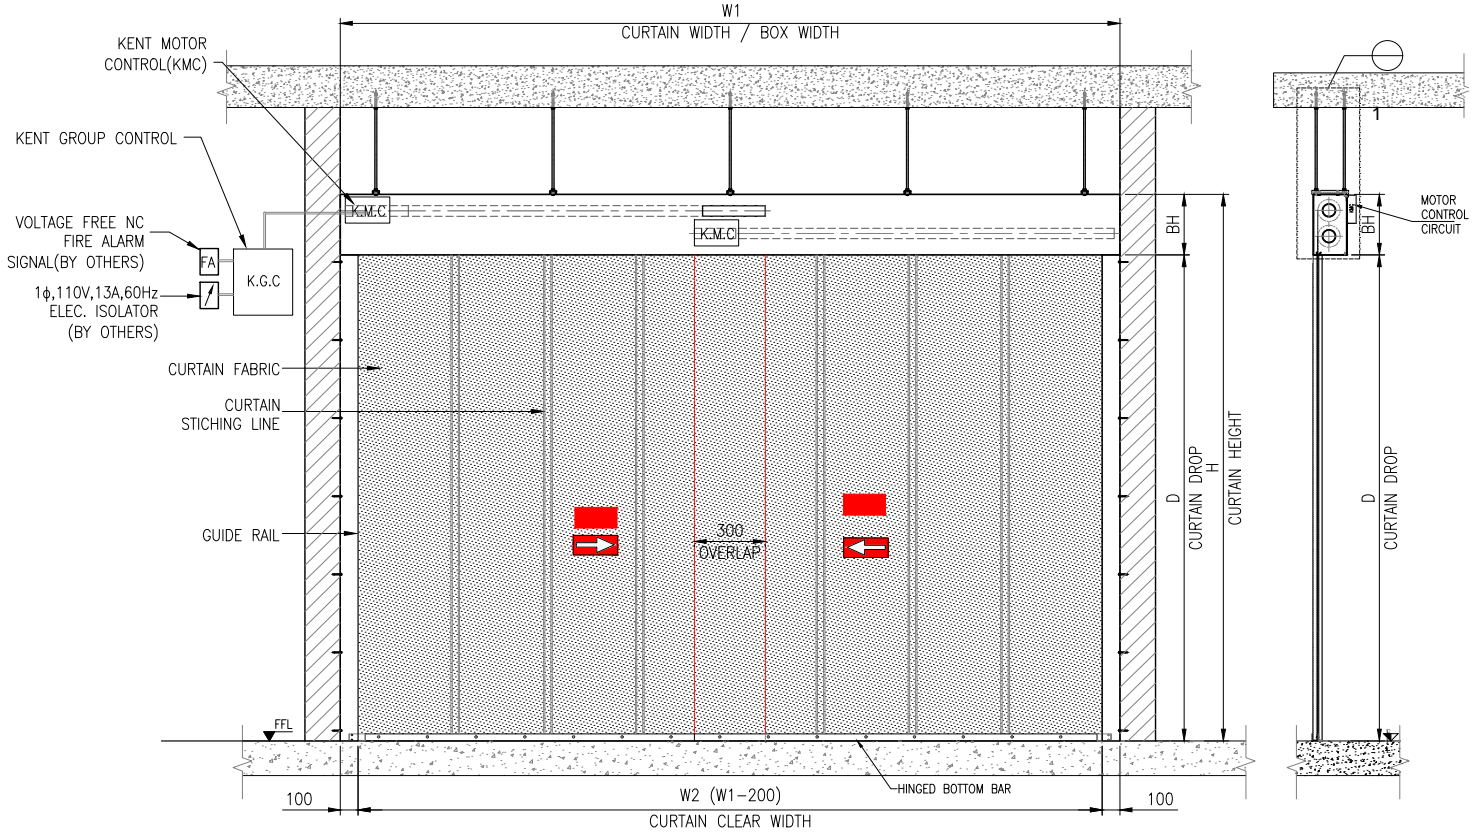 W1
CURTAIN WIDTH / BOX WIDTH
KENT MOTOR
CONTROL(KMC)
KENT GROUP CONTROL
VOLTAGE FREE NC
FIRE ALARM
SIGNAL(BY OTHERS)
FA
K.G.C
1ϕ,110V,13A,60Hz
ELEC. ISOLATOR
(BY OTHERS)
K.M.C
K.M.C
CURTAIN FABRIC
CURTAIN
STICHING LINE
GUIDE RAIL
300
OVERLAP
BH
D
CURTAIN DROP
H
CURTAIN HEIGHT
FFL
HINGED BOTTOM BAR
100
W2 (W1-200)
CURTAIN CLEAR WIDTH
100
1
KMC
BH
MOTOR
CONTROL
CIRCUIT
D
CURTAIN DROP